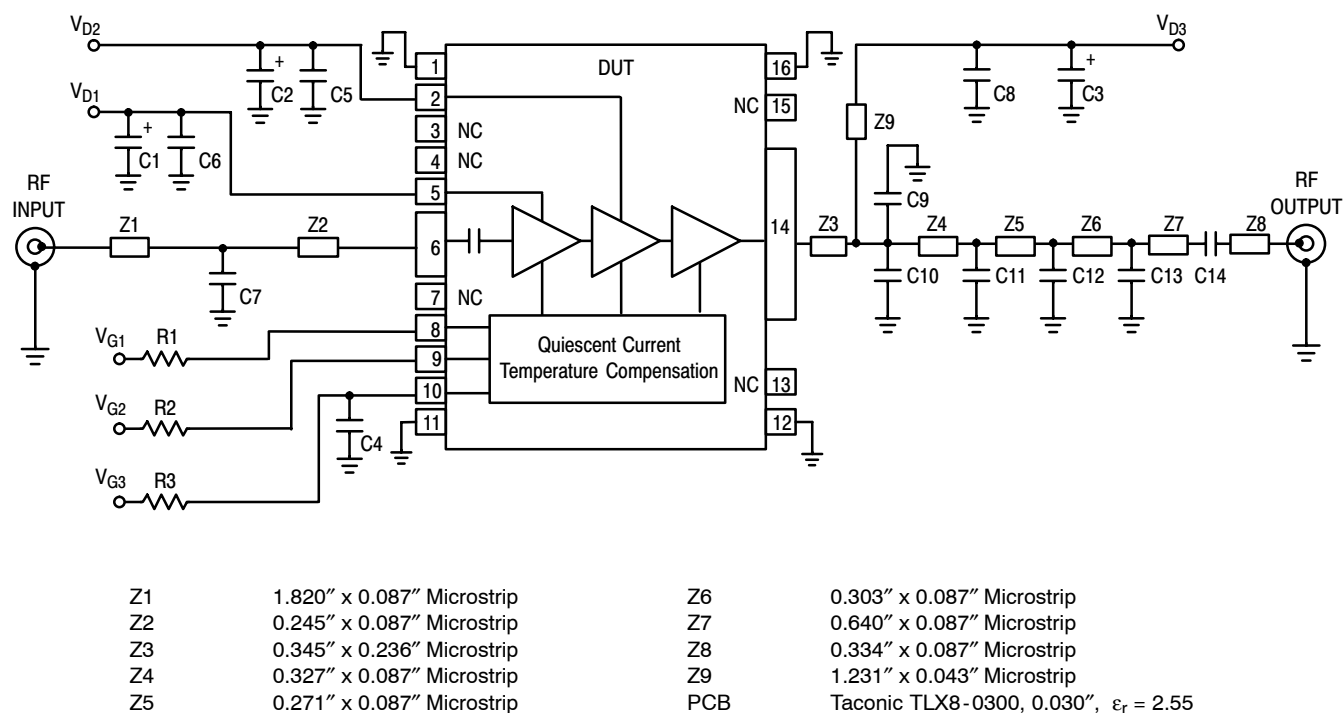 VD2
VD1
VD3
+
C2
C5
+
C1
C6
C8
+
C3
DUT
1
2
3
NC
4
NC
5
6
7
NC
8
9
10
11
16
NC
15
14
NC
13
12
RF
INPUT
Z1
Z2
C7
Z9
C9
Z3
Z4
Z5
Z6
Z7
Z8
C10
C11
C12
C13
C14
RF
OUTPUT
VG1
R1
VG2
R2
VG3
R3
C4
Quiescent Current
Temperature Compensation
Z1 1.820″ x 0.087″ Microstrip
Z2 0.245″ x 0.087″ Microstrip
Z3 0.345″ x 0.236″ Microstrip
Z4 0.327″ x 0.087″ Microstrip
Z5 0.271″ x 0.087″ Microstrip
Z6 0.303″ x 0.087″ Microstrip
Z7 0.640″ x 0.087″ Microstrip
Z8 0.334″ x 0.087″ Microstrip
Z9 1.231″ x 0.043″ Microstrip
PCB Taconic TLX8-0300, 0.030″, εr = 2.55